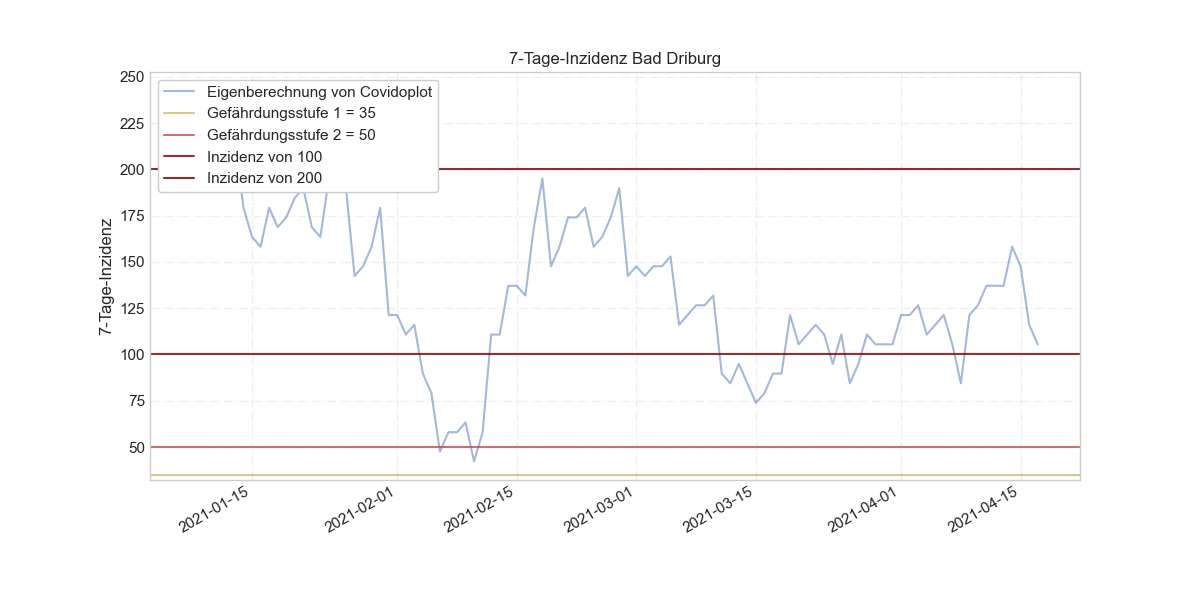 7-Tage-Inzidenz Bad Driburg
Eigenberechnung von Covidoplot
Gefährdungsstufe 1 = 35
Gefährdungsstufe 2 = 50
Inzidenz von 100
Inzidenz von 200
7-Tage-Inzidenz
250
225
200
175
150
125
100
75
50
2021-01-15
2021-02-01
2021-02-15
2021-03-01
2021-03-15
2021-04-01
2021-04-15